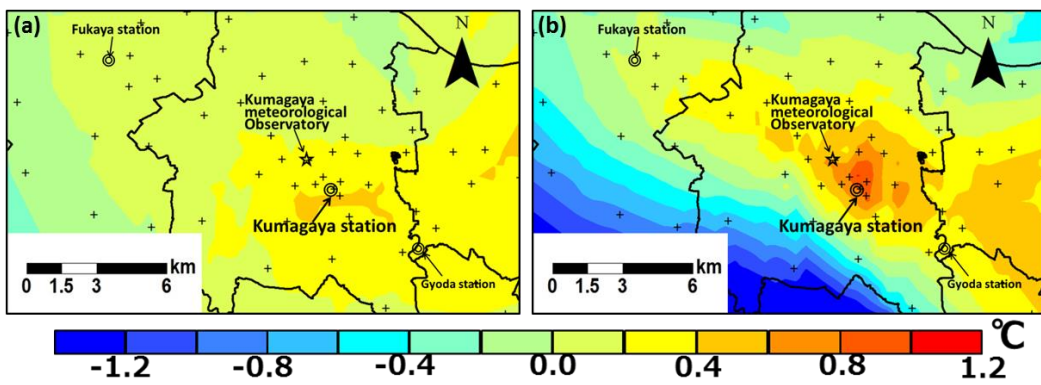 (a)
Fukaya station
N
Kumagaya
meteorological
Observatory
Kumagaya station
Gyoda station
km
0 1.5 3 6
(b)
Fukaya station
N
Kumagaya
meteorological
Observatory
Kumagaya station
Gyoda station
km
0 1.5 3 6
℃
-1.2 -0.8 -0.4 0.0 0.4 0.8 1.2